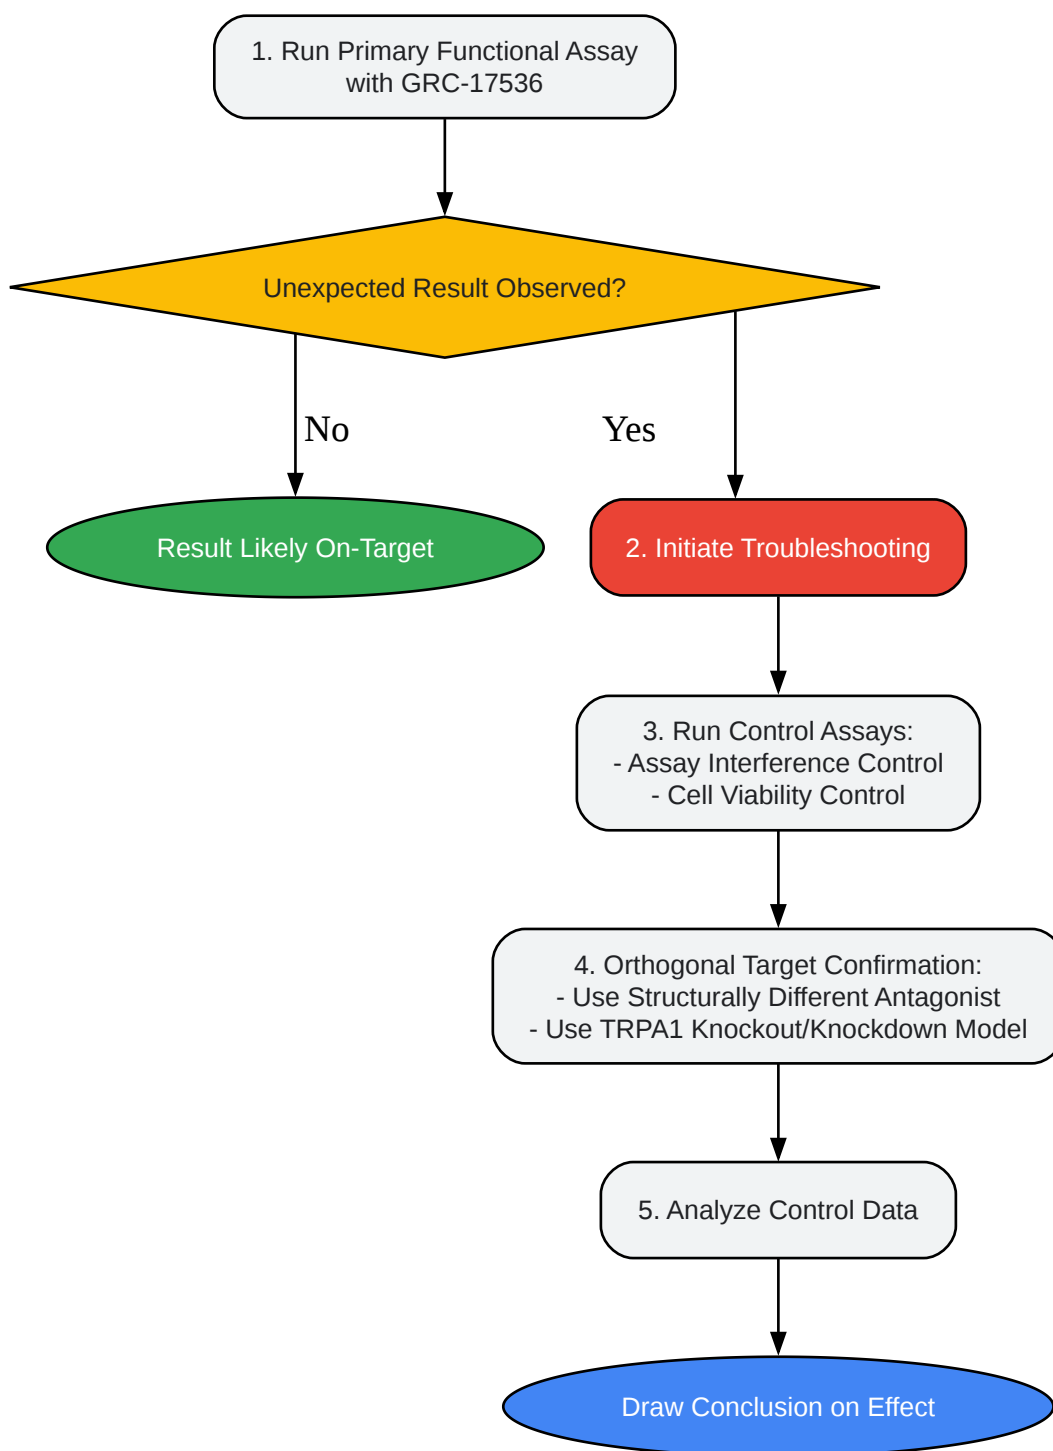 1. Run Primary Functional Assay
with GRC-17536
Unexpected Result Observed?
No
Yes
Result Likely On-Target
2. Initiate Troubleshooting
3. Run Control Assays:
- Assay Interference Control
- Cell Viability Control
4. Orthogonal Target Confirmation:
- Use Structurally Different Antagonist
- Use TRPA1 Knockout/Knockdown Model
5. Analyze Control Data
Draw Conclusion on Effect